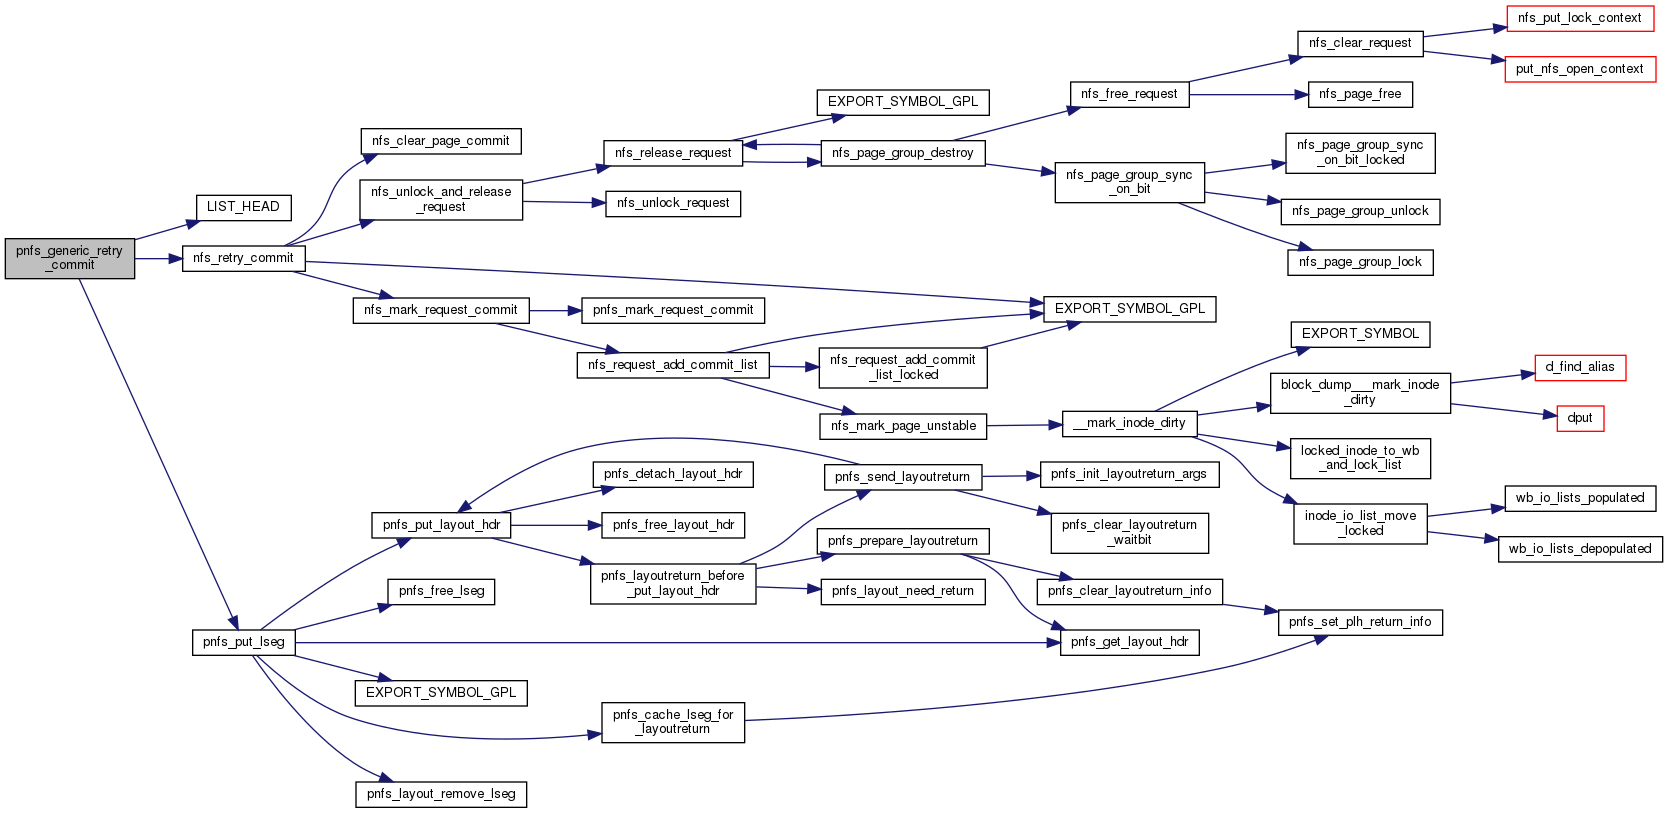 nfs_put_lock_context
nfs_clear_request
put_nfs_open_context
nfs_free_request
nfs_page_free
EXPORT_SYMBOL_GPL
nfs_clear_page_commit
nfs_release_request
nfs_page_group_destroy
nfs_page_group_sync
_on_bit_locked
nfs_page_group_sync
_on_bit
nfs_unlock_and_release
_request
nfs_unlock_request
nfs_page_group_unlock
LIST_HEAD
pnfs_generic_retry
_commit
nfs_retry_commit
nfs_page_group_lock
nfs_mark_request_commit
pnfs_mark_request_commit
EXPORT_SYMBOL_GPL
EXPORT_SYMBOL
nfs_request_add_commit_list
nfs_request_add_commit
_list_locked
d_find_alias
block_dump___mark_inode
_dirty
dput
nfs_mark_page_unstable
__mark_inode_dirty
locked_inode_to_wb
_and_lock_list
pnfs_detach_layout_hdr
pnfs_send_layoutreturn
pnfs_init_layoutreturn_args
wb_io_lists_populated
pnfs_put_layout_hdr
pnfs_free_layout_hdr
pnfs_clear_layoutreturn
_waitbit
inode_io_list_move
_locked
wb_io_lists_depopulated
pnfs_prepare_layoutreturn
pnfs_layoutreturn_before
_put_layout_hdr
pnfs_free_lseg
pnfs_layout_need_return
pnfs_clear_layoutreturn_info
pnfs_set_plh_return_info
pnfs_put_lseg
pnfs_get_layout_hdr
EXPORT_SYMBOL_GPL
pnfs_cache_lseg_for
_layoutreturn
pnfs_layout_remove_lseg